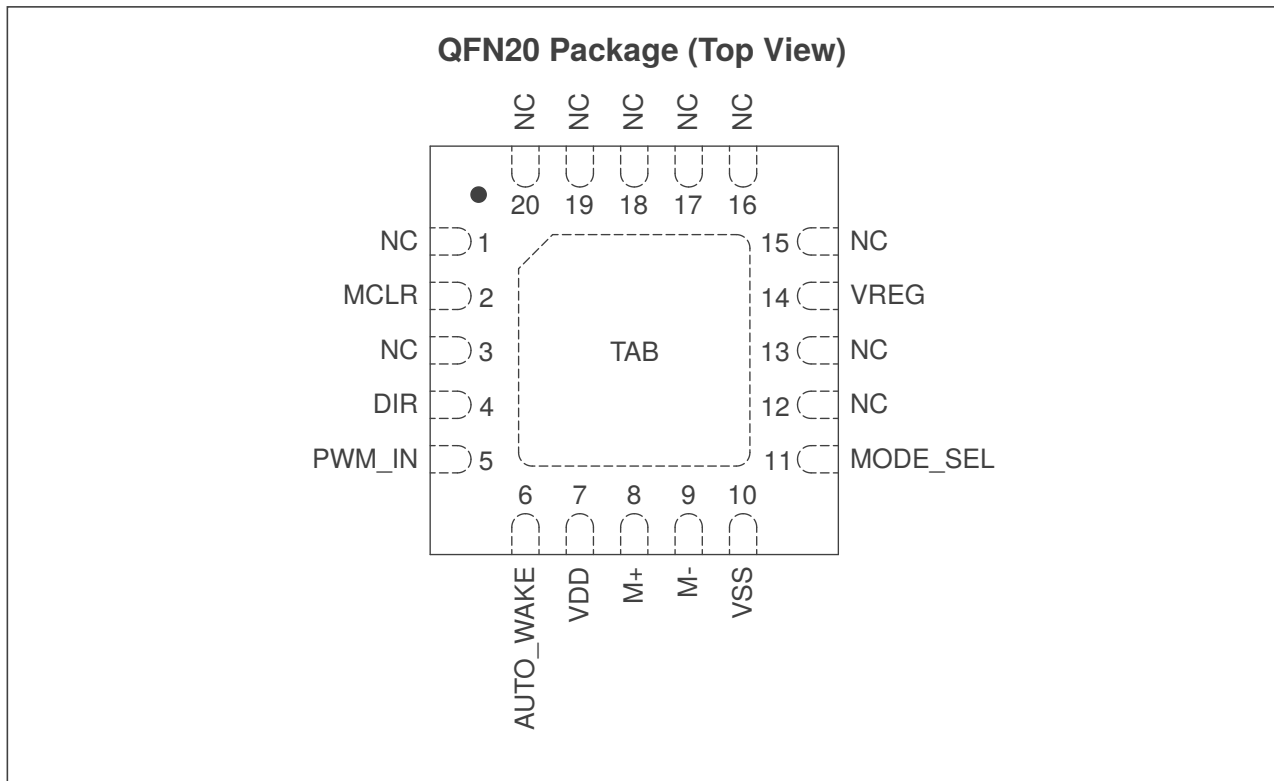 QFN20 Package (Top View)
NC NC NC NC NC
20 19 18 17 16
NC 1 15 NC
MCLR 2 14 VREG
NC 3 TAB 13 NC
DIR 4 12 NC
PWM_IN 5 11 MODE_SEL
6 7 8 9 10
AUTO_WAKE VDD M+ M- VSS